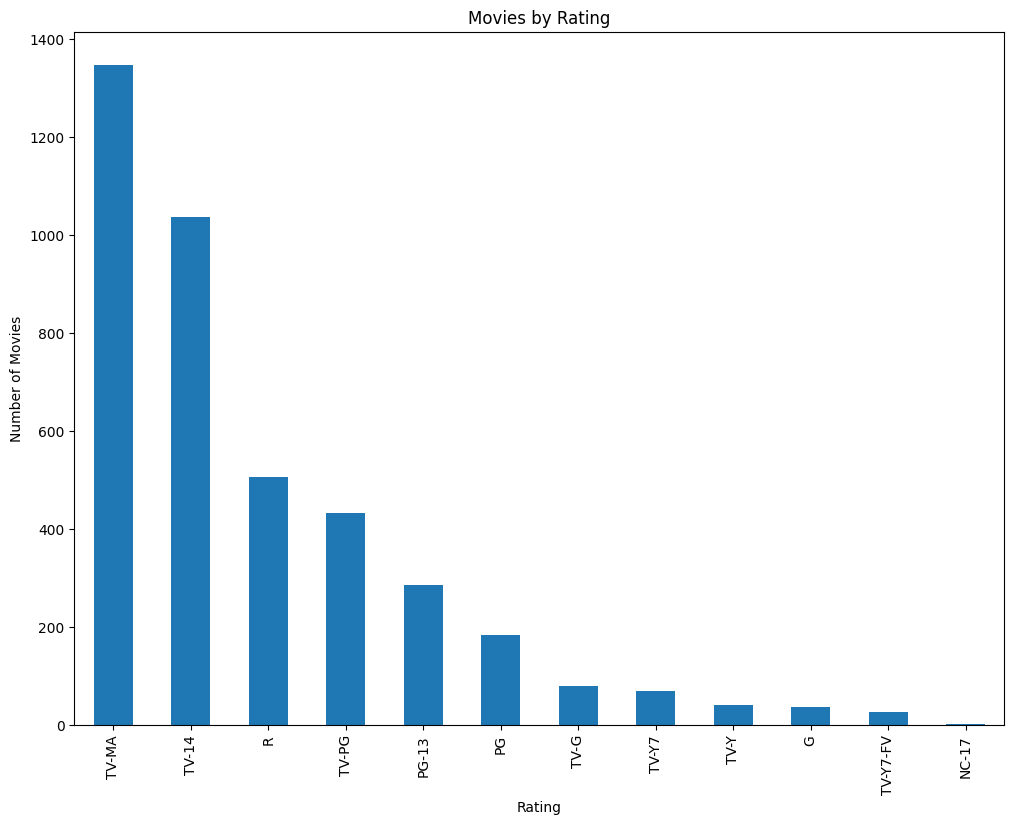 Movies by Rating
Number of Movies
1400
1200
1000
800
600
400
200
0
TV-MA
TV-14
R
TV-PG
PG-13
PG
TV-G
TV-Y7
TV-Y
G
TV-Y7-FV
NC-17
Rating